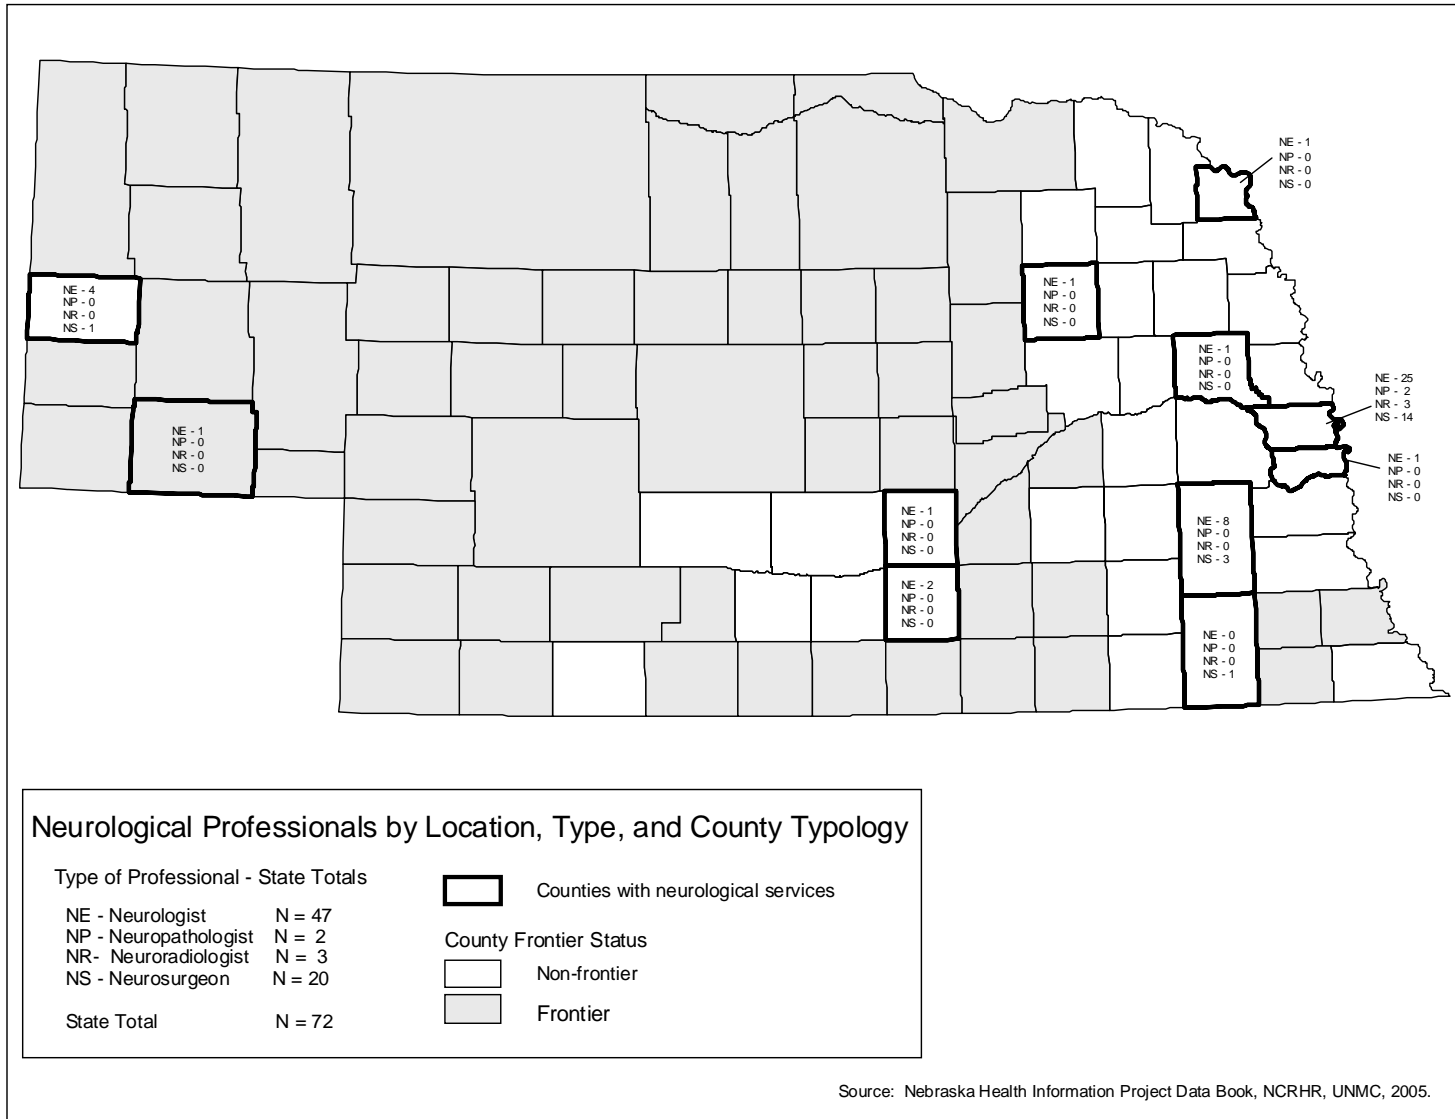 NE - 1
NP - 0
NR - 0
NS - 0
NE - 4
NP - 0
NR - 0
NS - 1
NE - 1
NP - 0
NR - 0
NS - 0
NE - 1
NP - 0
NR - 0
NS - 0
NE - 25
NP - 2
NR - 3
NS - 14
NE - 1
NP - 0
NR - 0
NS - 0
NE - 1
NP - 0
NR - 0
NS - 0
NE - 1
NP - 0
NR - 0
NS - 0
NE - 8
NP - 0
NR - 0
NS - 3
NE - 2
NP - 0
NR - 0
NS - 0
NE - 0
NP - 0
NR - 0
NS - 1
Neurological Professionals by Location, Type, and County Typology
Type of Professional - State Totals
NE - Neurologist N = 47
NP - Neuropathologist N = 2
NR- Neuroradiologist N = 3
NS - Neurosurgeon N = 20
State Total N = 72
Counties with neurological services
County Frontier Status
Non-frontier
Frontier
Source: Nebraska Health Information Project Data Book, NCRHR, UNMC, 2005.